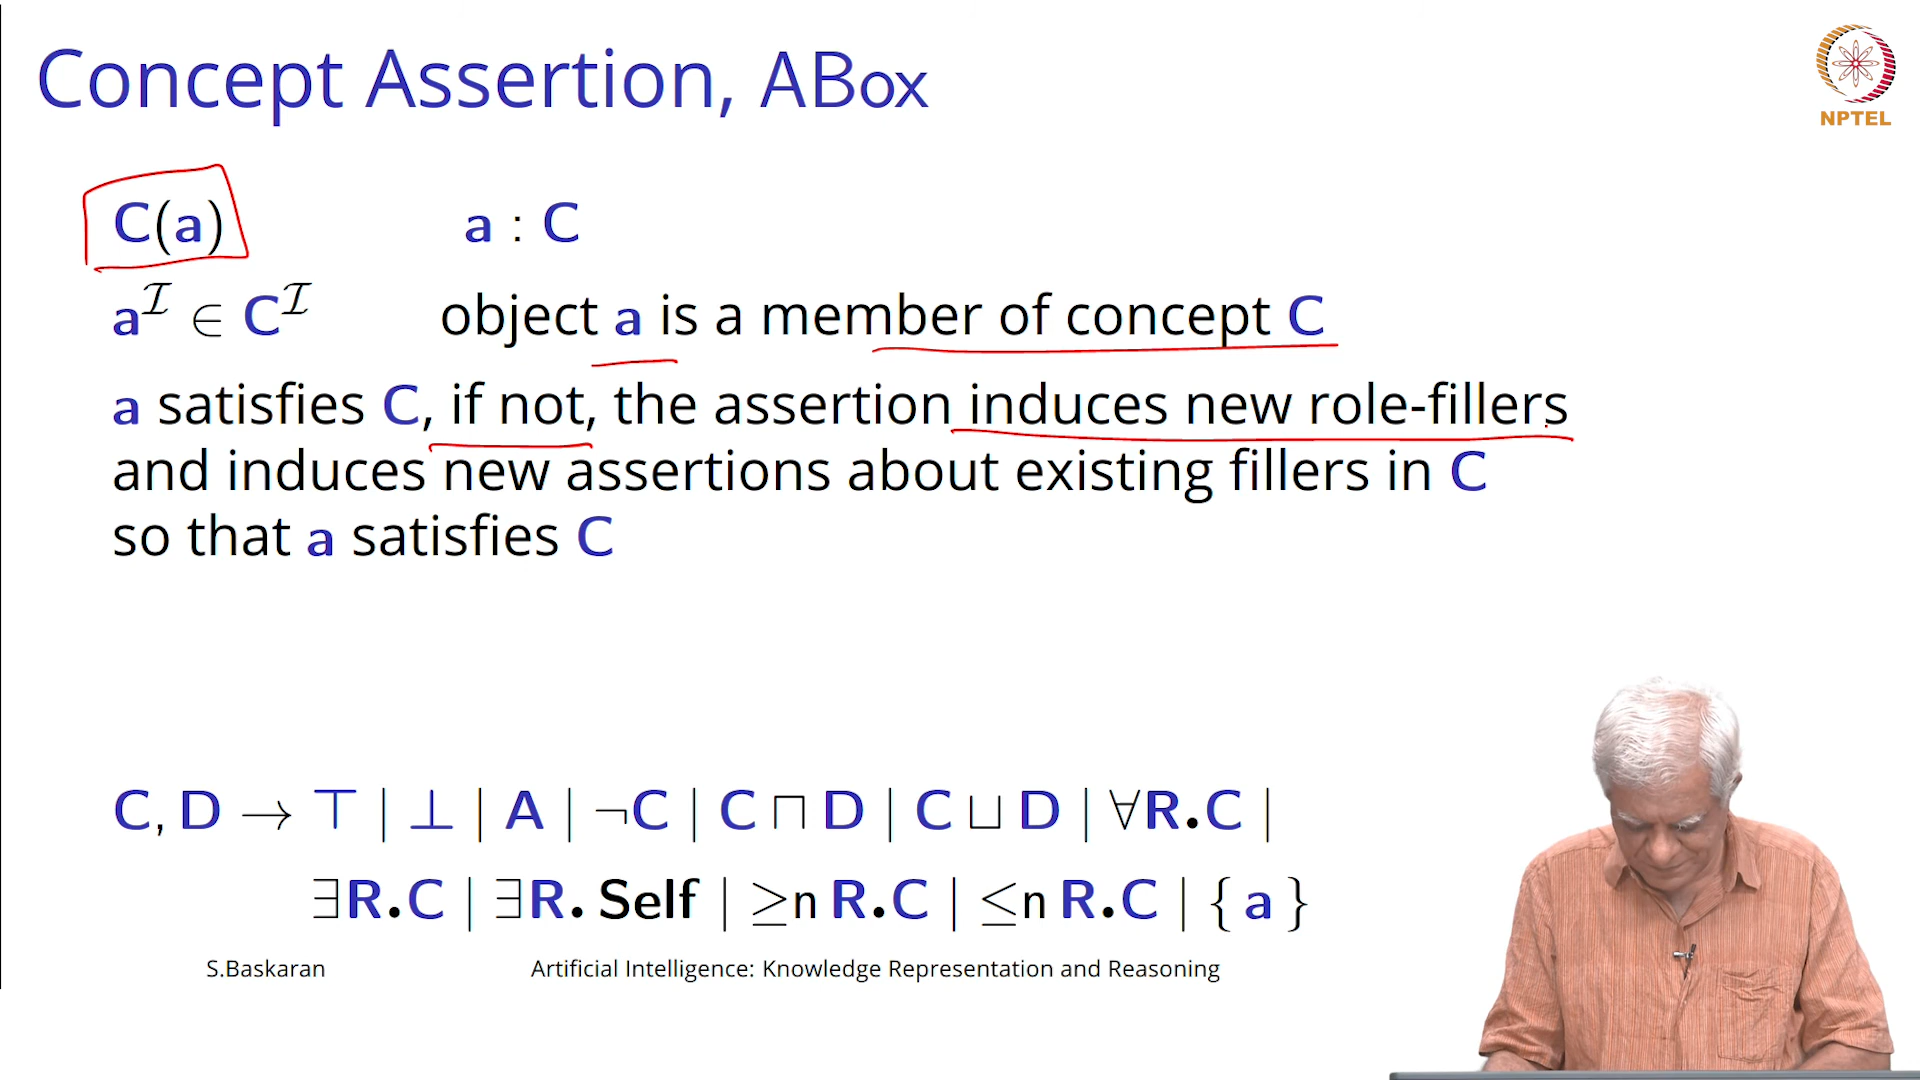 Concept Assertion, ABox
NPTEL
C(a) a : C
a^ℐ ∈ C^ℐ object a is a member of concept C
a satisfies C, if not, the assertion induces new role-fillers
and induces new assertions about existing fillers in C
so that a satisfies C
C, D → ⊤ | ⊥ | A | ¬C | C ⊓ D | C ⊔ D | ∀R.C |
∃R.C | ∃R. Self | ≥n R.C | ≤n R.C | { a }
S.Baskaran Artificial Intelligence: Knowledge Representation and Reasoning